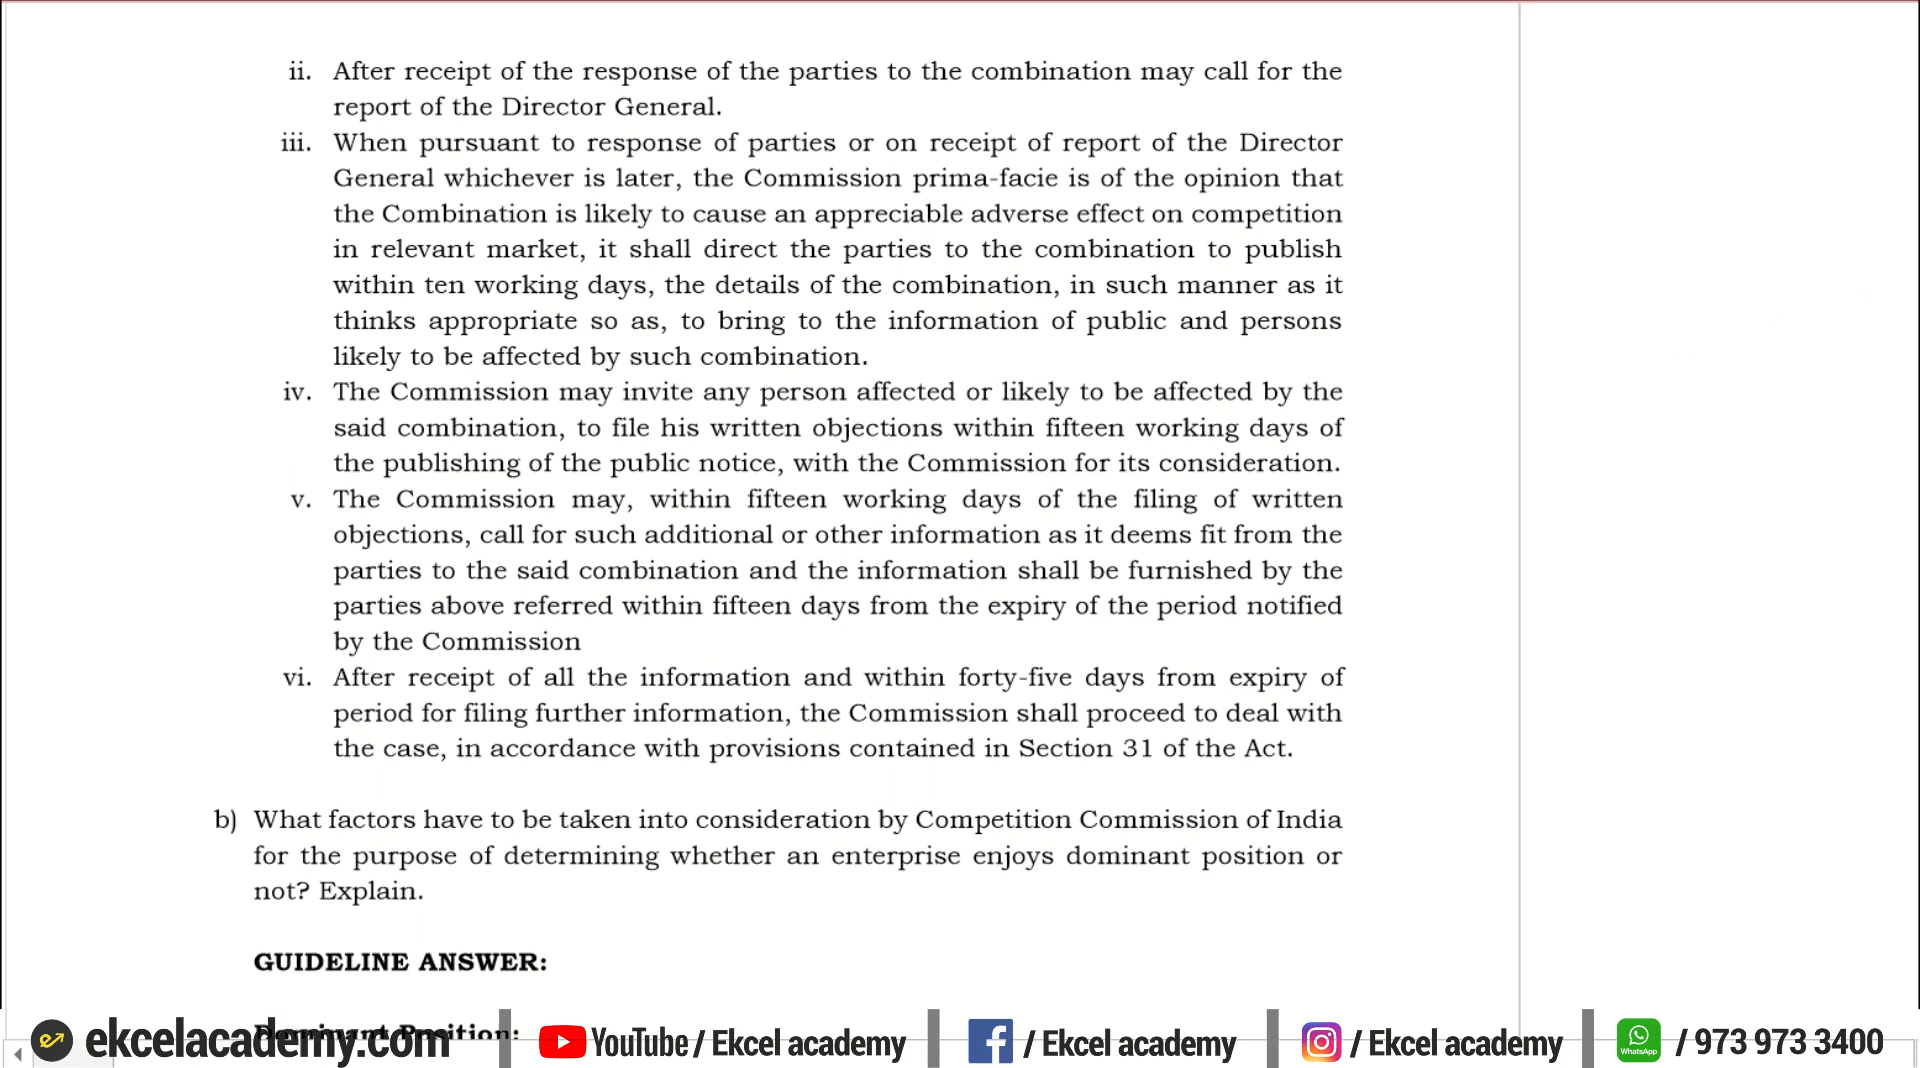 ii. After receipt of the response of the parties to the combination may call for the
report of the Director General.
iii. When pursuant to response of parties or on receipt of report of the Director
General whichever is later, the Commission prima-facie is of the opinion that
the Combination is likely to cause an appreciable adverse effect on competition
in relevant market, it shall direct the parties to the combination to publish
within ten working days, the details of the combination, in such manner as it
thinks appropriate so as, to bring to the information of public and persons
likely to be affected by such combination.
iv. The Commission may invite any person affected or likely to be affected by the
said combination, to file his written objections within fifteen working days of
the publishing of the public notice, with the Commission for its consideration.
v. The Commission may, within fifteen working days of the filing of written
objections, call for such additional or other information as it deems fit from the
parties to the said combination and the information shall be furnished by the
parties above referred within fifteen days from the expiry of the period notified
by the Commission
vi. After receipt of all the information and within forty-five days from expiry of
period for filing further information, the Commission shall proceed to deal with
the case, in accordance with provisions contained in Section 31 of the Act.
b) What factors have to be taken into consideration by Competition Commission of India
for the purpose of determining whether an enterprise enjoys dominant position or
not? Explain.
GUIDELINE ANSWER:
Dominant Position:
ekcelacademy.com YouTube / Ekcel academy / Ekcel academy / Ekcel academy WhatsApp / 973 973 3400